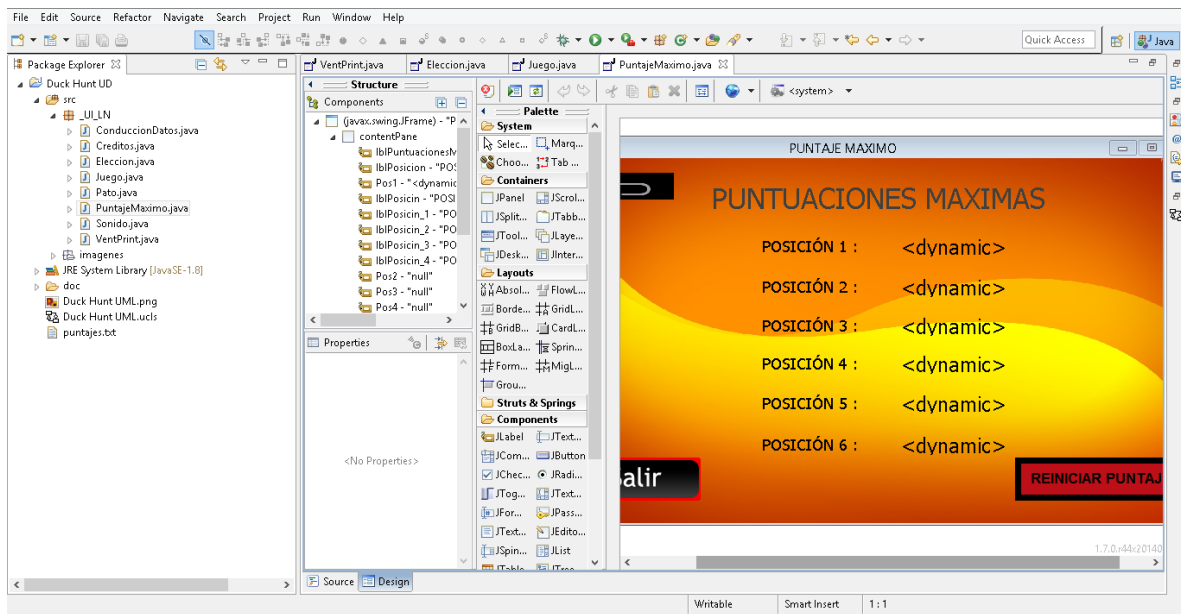 File Edit Source Refactor Navigate Search Project Run Window Help
Quick Access
Java
Package Explorer
Duck Hunt UD
src
_UI_LN
ConduccionDatos.java
Creditos.java
Eleccion.java
Juego.java
Pato.java
PuntajeMaximo.java
Sonido.java
VentPrint.java
imagenes
JRE System Library [JavaSE-1.8]
doc
Duck Hunt UML.png
Duck Hunt UML.ucls
puntajes.txt
VentPrint.java Eleccion.java Juego.java PuntajeMaximo.java
Structure
Components
(javax.swing.JFrame) - "P
contentPane
lblPuntuacionesM
lblPosicion - "POS
Pos1 - "<dynamic
lblPosicin - "POSI
lblPosicin_1 - "PO
lblPosicin_2 - "PO
lblPosicin_3 - "PO
lblPosicin_4 - "PO
Pos2 - "null"
Pos3 - "null"
Pos4 - "null"
Properties
<No Properties>
<system>
Palette
System
Selec... Marq...
Choo... Tab ...
Containers
JPanel JScrol...
JSplit... JTabb...
JTool... JLaye...
JDesk... JInter...
Layouts
Absol... FlowL...
Borde... GridL...
GridB... CardL...
BoxLa... Sprin...
Form... MigL...
Grou...
Struts & Springs
Components
JLabel JText...
JCom... JButton
JChec... JRadi...
JTog... JText...
JFor... JPass...
JText... JEdito...
JSpin... JList
JTable JTree
PUNTAJE MAXIMO
PUNTUACIONES MAXIMAS
POSICIÓN 1 : <dynamic>
POSICIÓN 2 : <dynamic>
POSICIÓN 3 : <dynamic>
POSICIÓN 4 : <dynamic>
POSICIÓN 5 : <dynamic>
POSICIÓN 6 : <dynamic>
alir
REINICIAR PUNTAJ
1.7.0.r44x20140
Source Design
Writable Smart Insert 1 : 1